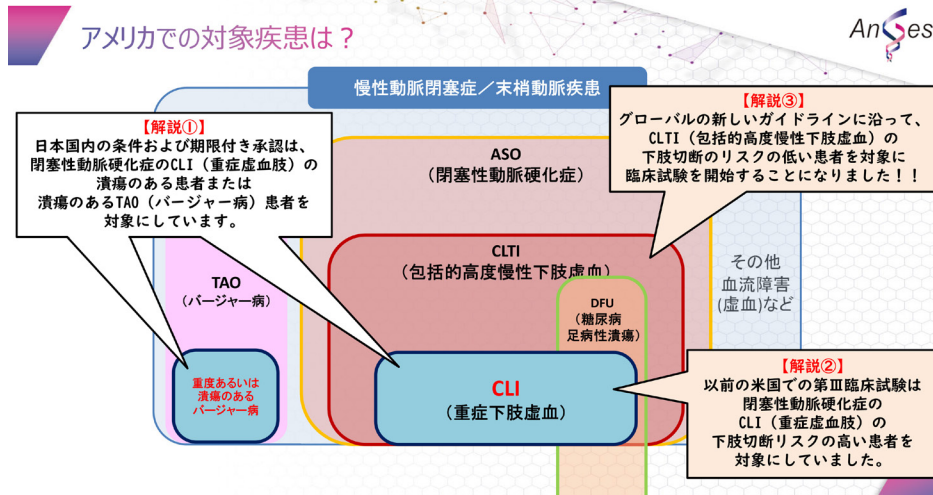 アメリカでの対象疾患は？
AnGes
慢性動脈閉塞症／末梢動脈疾患
【解説①】
日本国内の条件および期限付き承認は、
閉塞性動脈硬化症のCLI（重症虚血肢）の
潰瘍のある患者または
潰瘍のあるTAO（バージャー病）患者を
対象にしています。
【解説③】
グローバルの新しいガイドラインに沿って、
CLTI（包括的高度慢性下肢虚血）の
下肢切断のリスクの低い患者を対象に
臨床試験を開始することになりました！！
ASO
（閉塞性動脈硬化症）
CLTI
（包括的高度慢性下肢虚血）
その他
血流障害
(虚血)など
TAO
（バージャー病）
DFU
（糖尿病
足病性潰瘍）
重度あるいは
潰瘍のある
バージャー病
CLI
（重症下肢虚血）
【解説②】
以前の米国での第Ⅲ臨床試験は
閉塞性動脈硬化症の
CLI（重症虚血肢）の
下肢切断リスクの高い患者を
対象にしていました。